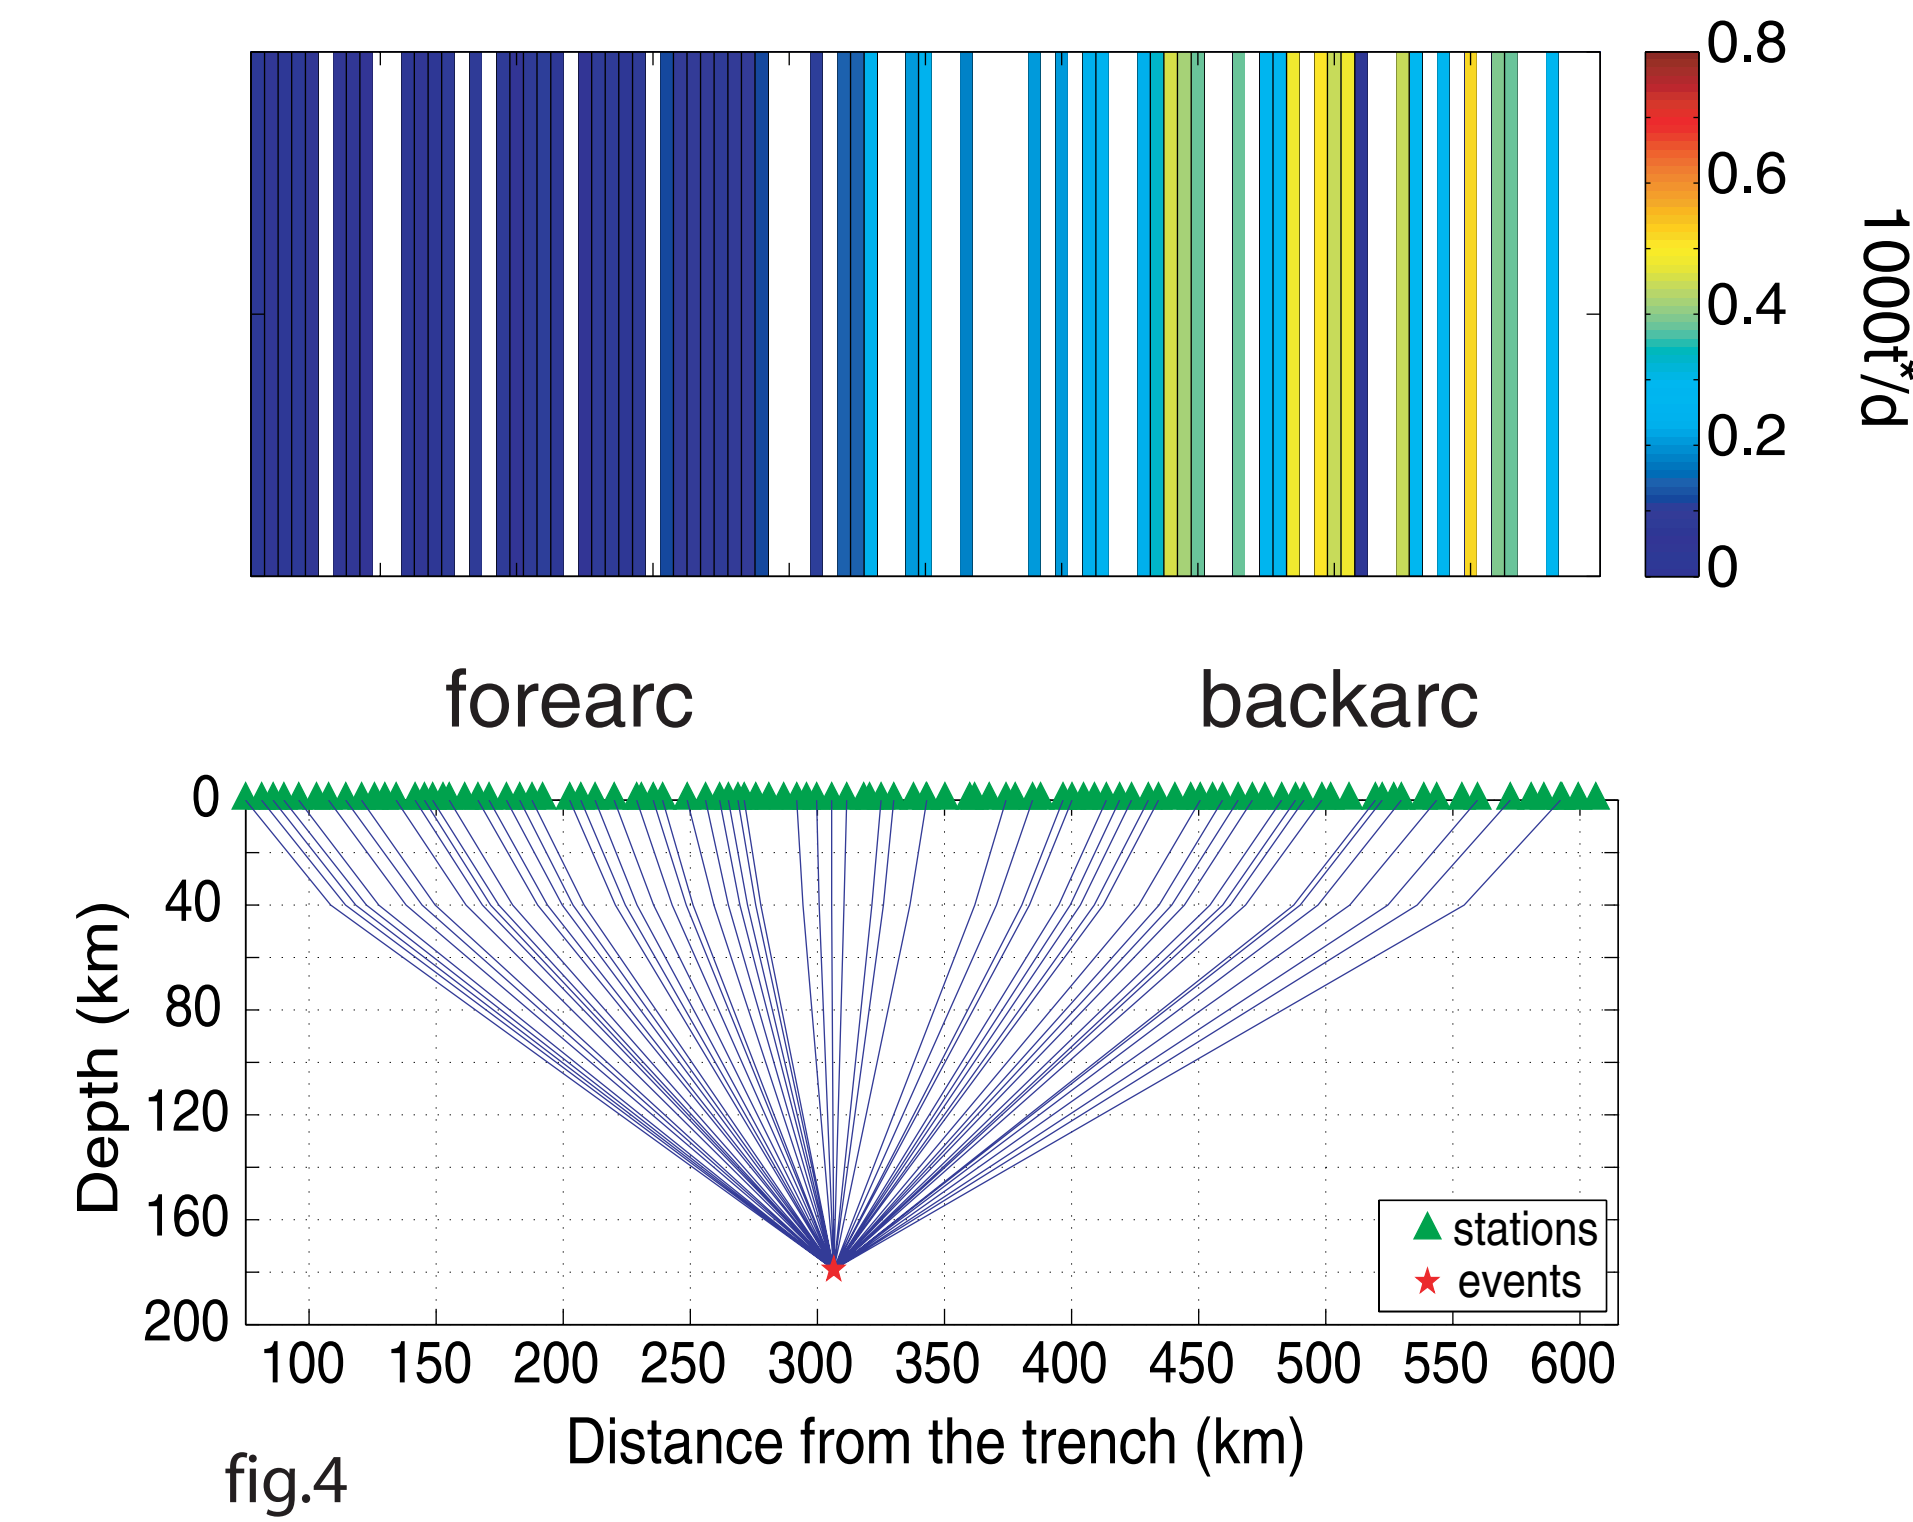 0.8
0.6
0.4
0.2
0
1000t*/d
forearc
backarc
0
40
80
120
160
200
Depth (km)
stations
events
100 150 200 250 300 350 400 450 500 550 600
Distance from the trench (km)
fig.4